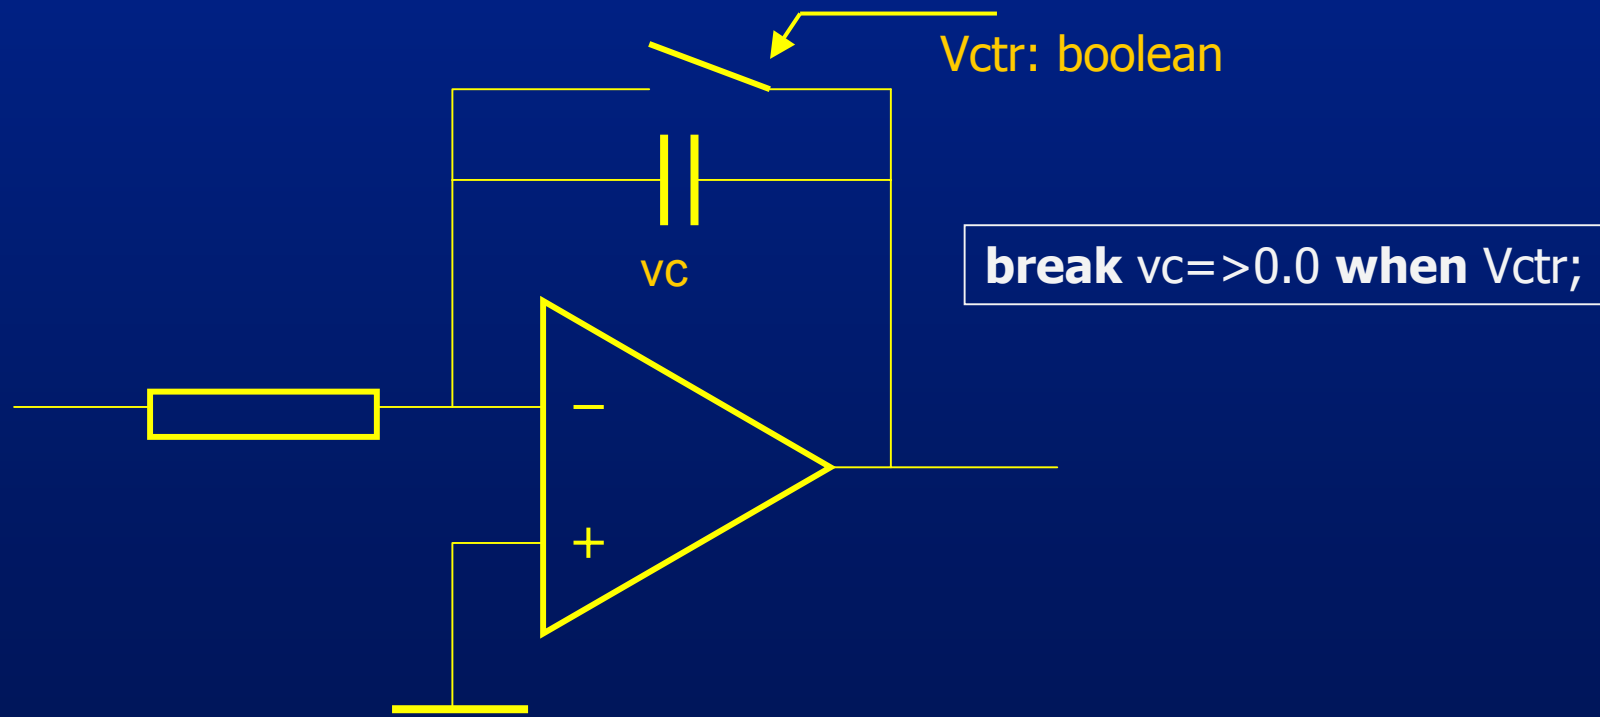 Vctr: boolean
vc
break vc=>0.0 when Vctr;
–
+